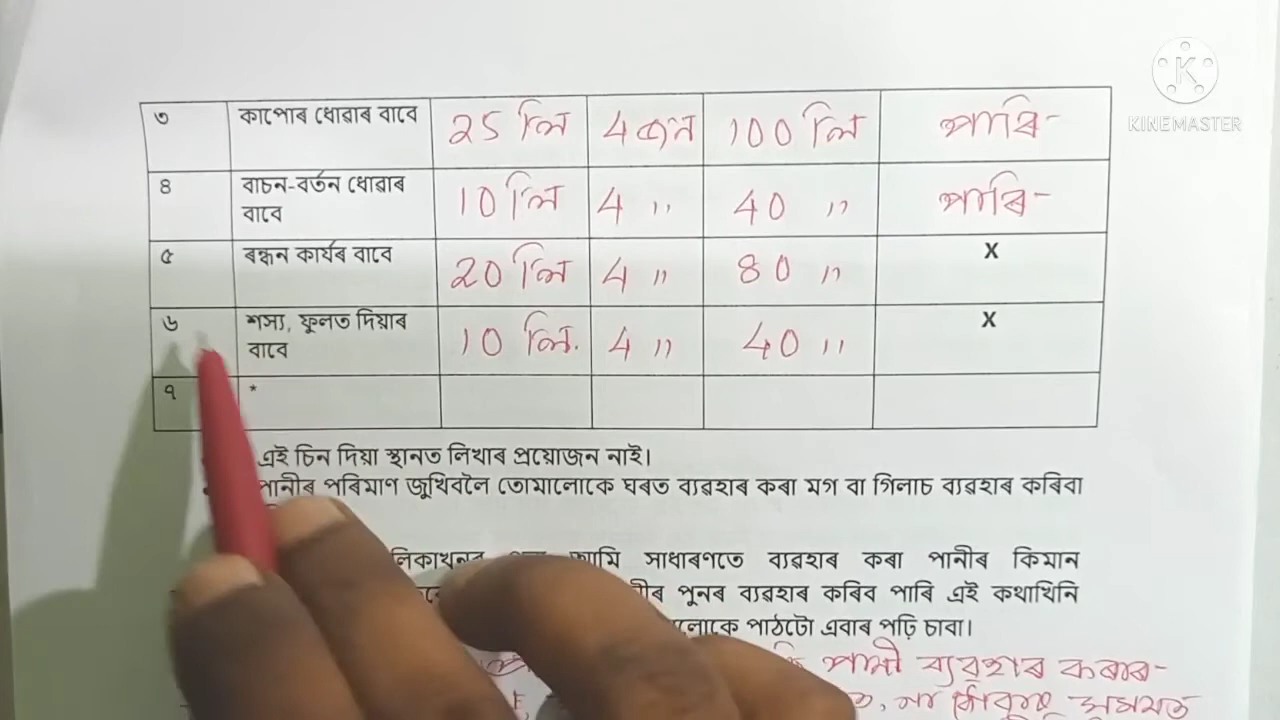 KINEMASTER
৩ কাপোৰ ধোৱাৰ বাবে 25 লি 4 জন 100 লি পাৰি-
৪ বাচন-বৰ্তন ধোৱাৰ বাবে 10 লি 4 ,, 40 ,, পাৰি-
৫ ৰন্ধন কাৰ্যৰ বাবে 20 লি 4 ,, 80 ,, X
৬ শস্য, ফুলত দিয়াৰ বাবে 10 লি. 4 ,, 40 ,, X
৭ *
এই চিন দিয়া স্থানত লিখাৰ প্ৰয়োজন নাই।
পানীৰ পৰিমাণ জুখিবলৈ তোমালোকে ঘৰত ব্যৱহাৰ কৰা মগ বা গিলাচ ব্যৱহাৰ কৰিবা
আমি সাধাৰণতে ব্যৱহাৰ কৰা পানীৰ কিমান
পুনৰ ব্যৱহাৰ কৰিব পাৰি এই কথাখিনি
পাঠটো এবাৰ পঢ়ি চাবা।
পানী ব্যৱহাৰ কৰাৰ-
সময়ত